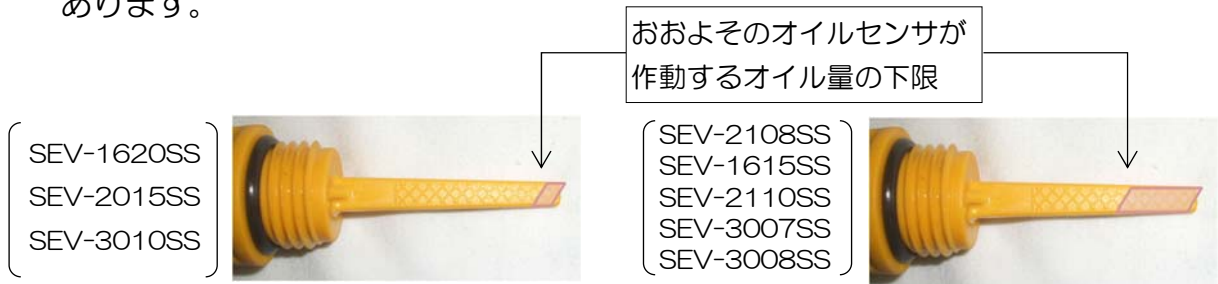 あります。
おおよそのオイルセンサが
作動するオイル量の下限
SEV-1620SS
SEV-2015SS
SEV-3010SS
SEV-2108SS
SEV-1615SS
SEV-2110SS
SEV-3007SS
SEV-3008SS